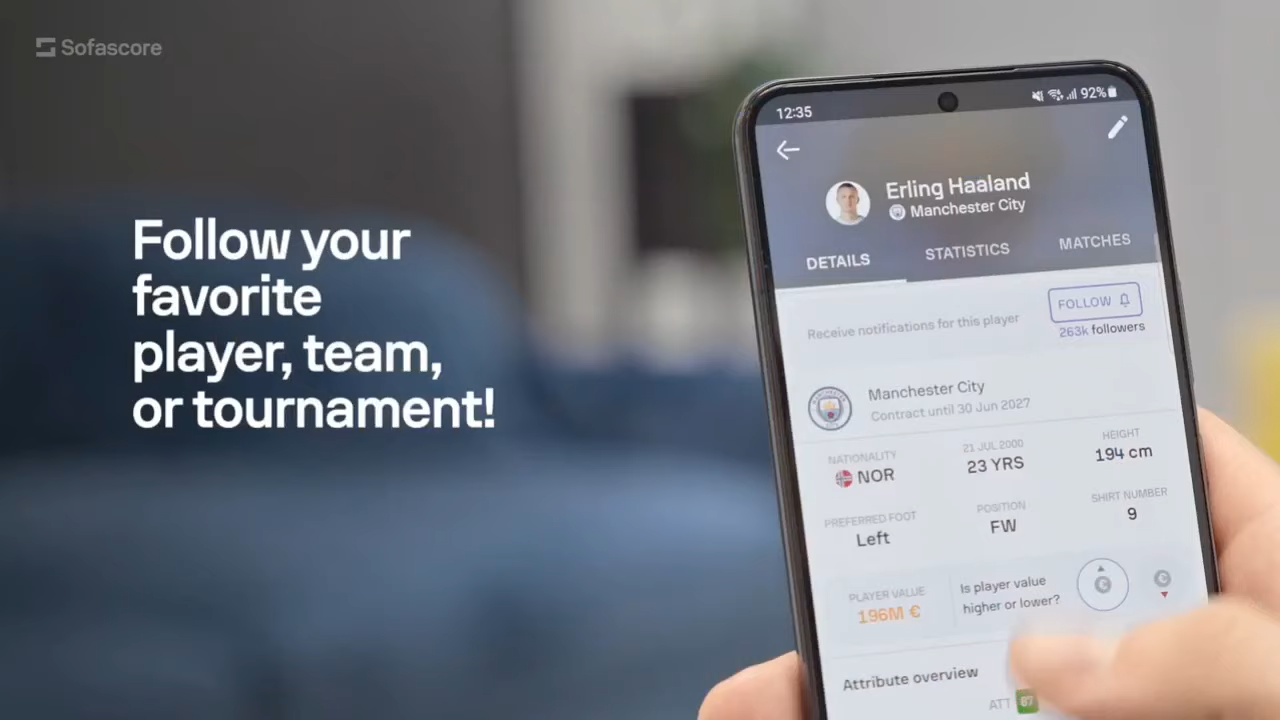 Sofascore
Follow your
favorite
player, team,
or tournament!
12:35
92%
Erling Haaland
Manchester City
DETAILS
STATISTICS
MATCHES
Receive notifications for this player
FOLLOW
263k followers
Manchester City
Contract until 30 Jun 2027
NATIONALITY
NOR
21 JUL 2000
23 YRS
HEIGHT
194 cm
PREFERRED FOOT
Left
POSITION
FW
SHIRT NUMBER
9
PLAYER VALUE
196M €
Is player value
higher or lower?
Attribute overview
ATT
87